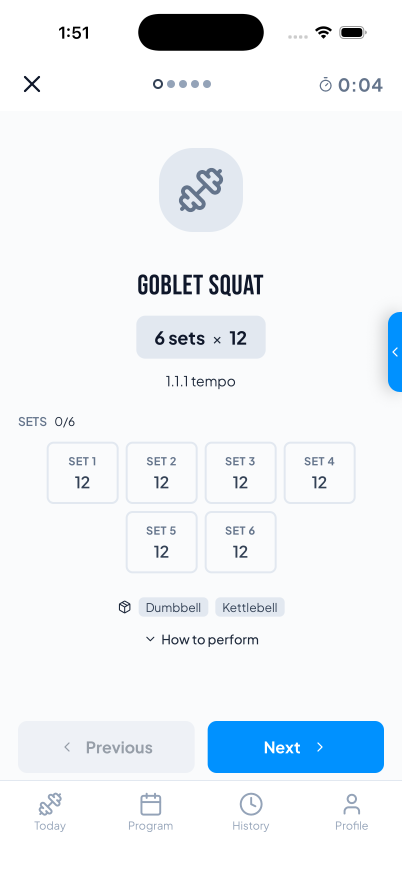 1:51
0:04
GOBLET SQUAT
6 sets × 12
1.1.1 tempo
SETS 0/6
SET 1 SET 2 SET 3 SET 4
12 12 12 12
SET 5 SET 6
12 12
Dumbbell Kettlebell
How to perform
Previous Next
Today Program History Profile